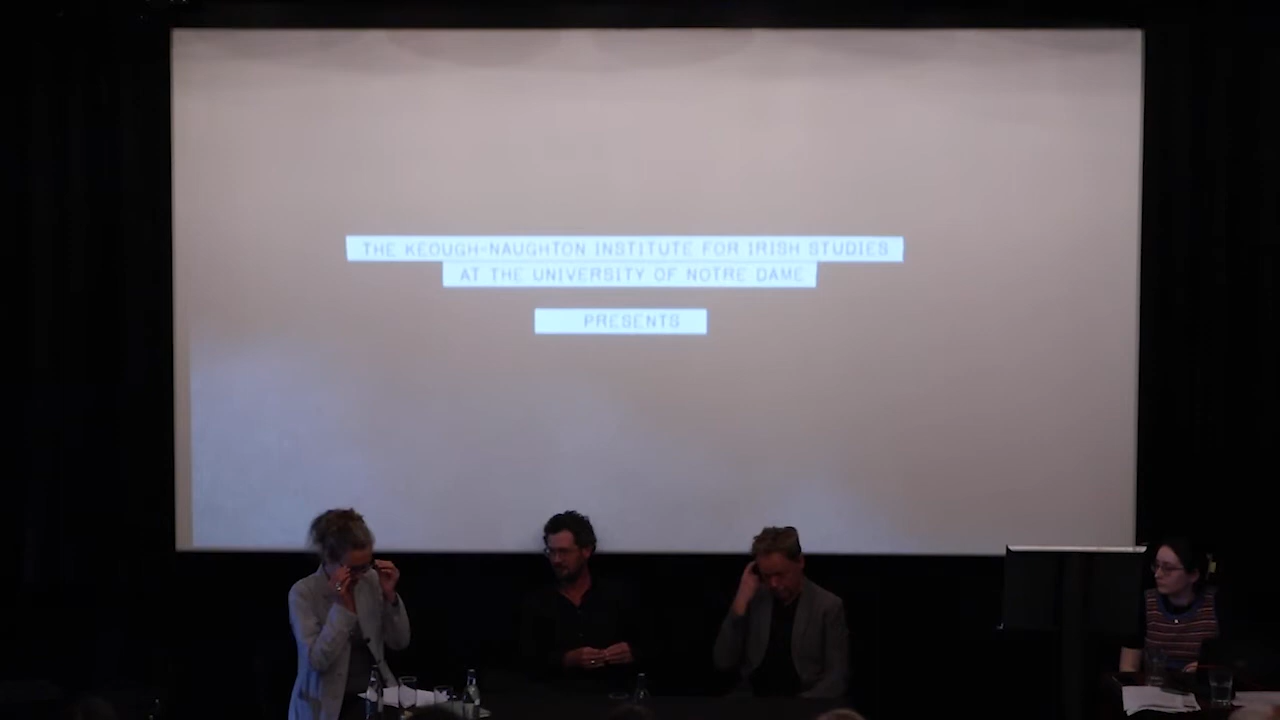 THE KEOUGH-NAUGHTON INSTITUTE FOR IRISH STUDIES
AT THE UNIVERSITY OF NOTRE DAME
PRESENTS